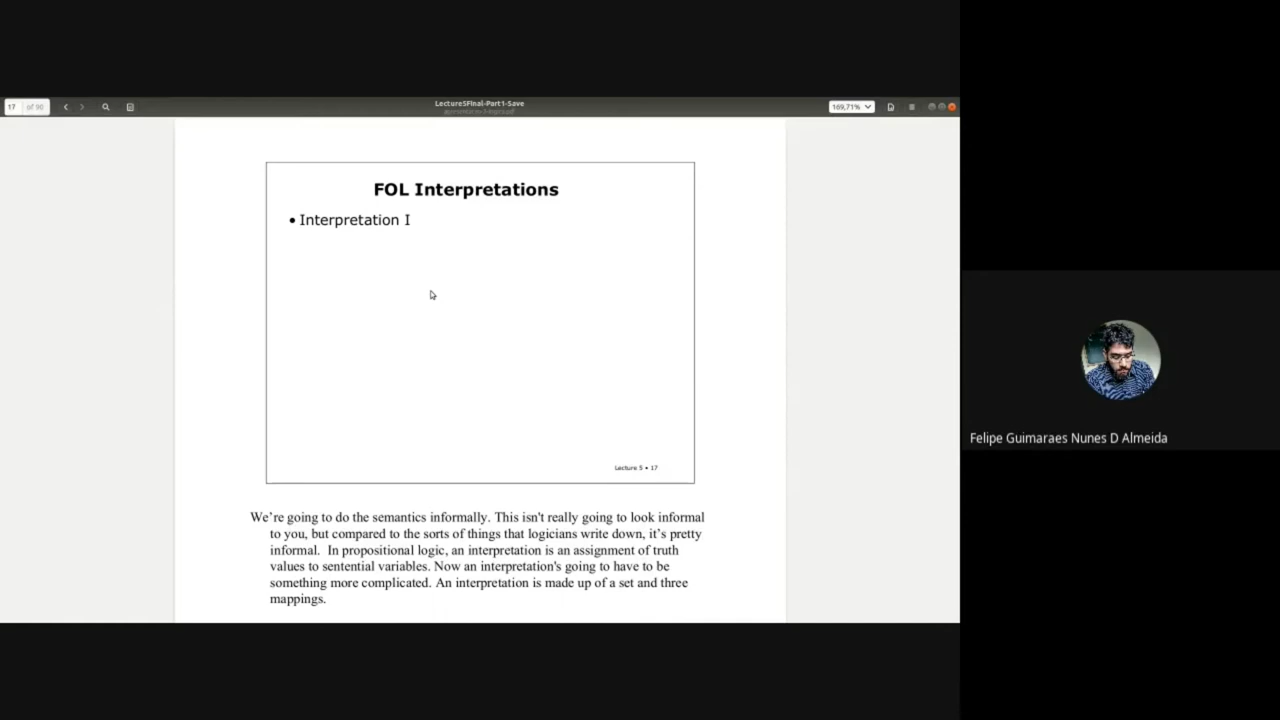 17 of 90
Lecture5Final-Part1-Save
169,71%
FOL Interpretations
• Interpretation I
Lecture 5 • 17
We're going to do the semantics informally. This isn't really going to look informal
to you, but compared to the sorts of things that logicians write down, it's pretty
informal. In propositional logic, an interpretation is an assignment of truth
values to sentential variables. Now an interpretation's going to have to be
something more complicated. An interpretation is made up of a set and three
mappings.
Felipe Guimaraes Nunes D Almeida